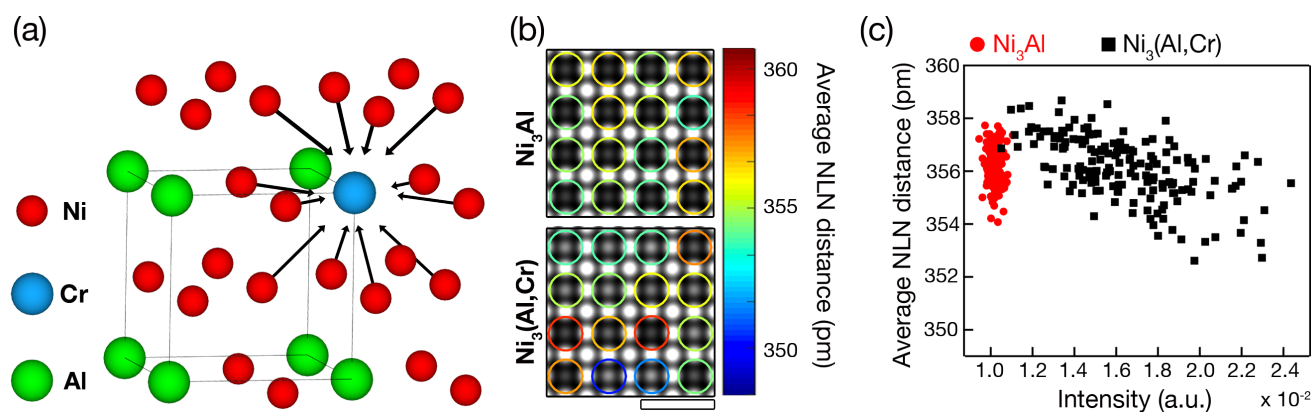 (a)
Ni
Cr
Al
(b)
Ni₃Al
Ni₃(Al,Cr)
360
355
350
Average NLN distance (pm)
(c)
Ni₃Al
Ni₃(Al,Cr)
Average NLN distance (pm)
360
358
356
354
352
350
1.0 1.2 1.4 1.6 1.8 2.0 2.2 2.4
Intensity (a.u.)
x 10⁻²